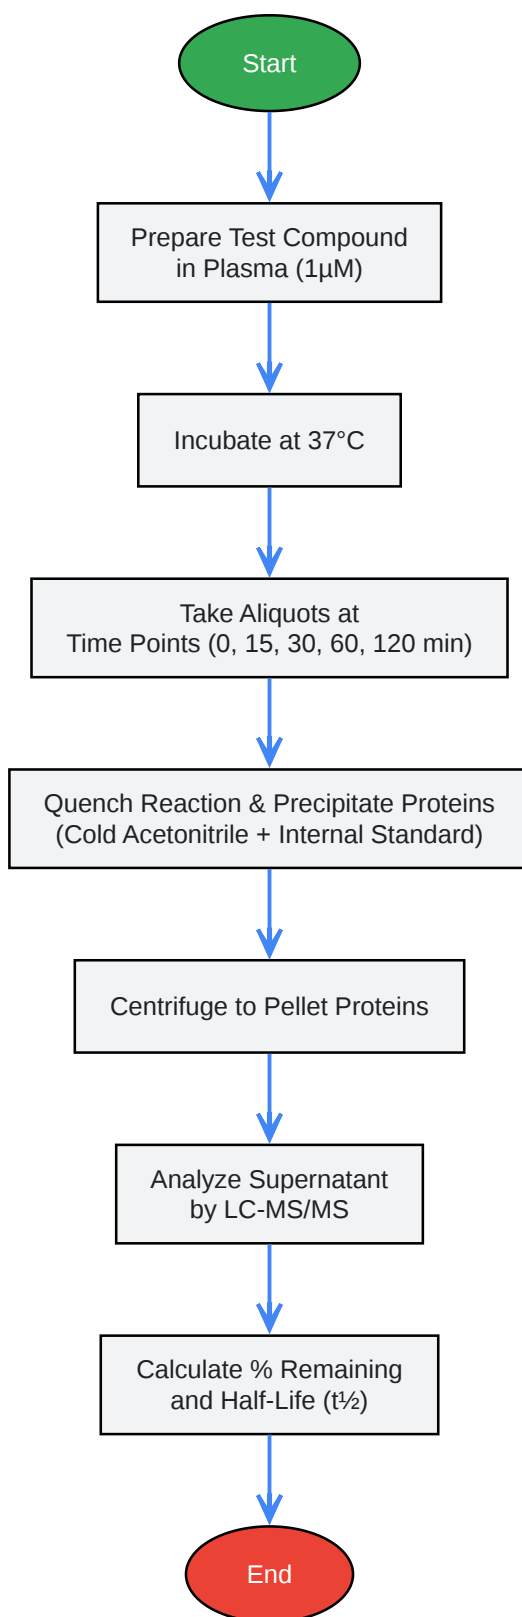 Start
Prepare Test Compound
in Plasma (1µM)
Incubate at 37°C
Take Aliquots at
Time Points (0, 15, 30, 60, 120 min)
Quench Reaction & Precipitate Proteins
(Cold Acetonitrile + Internal Standard)
Centrifuge to Pellet Proteins
Analyze Supernatant
by LC-MS/MS
Calculate % Remaining
and Half-Life (t½)
End